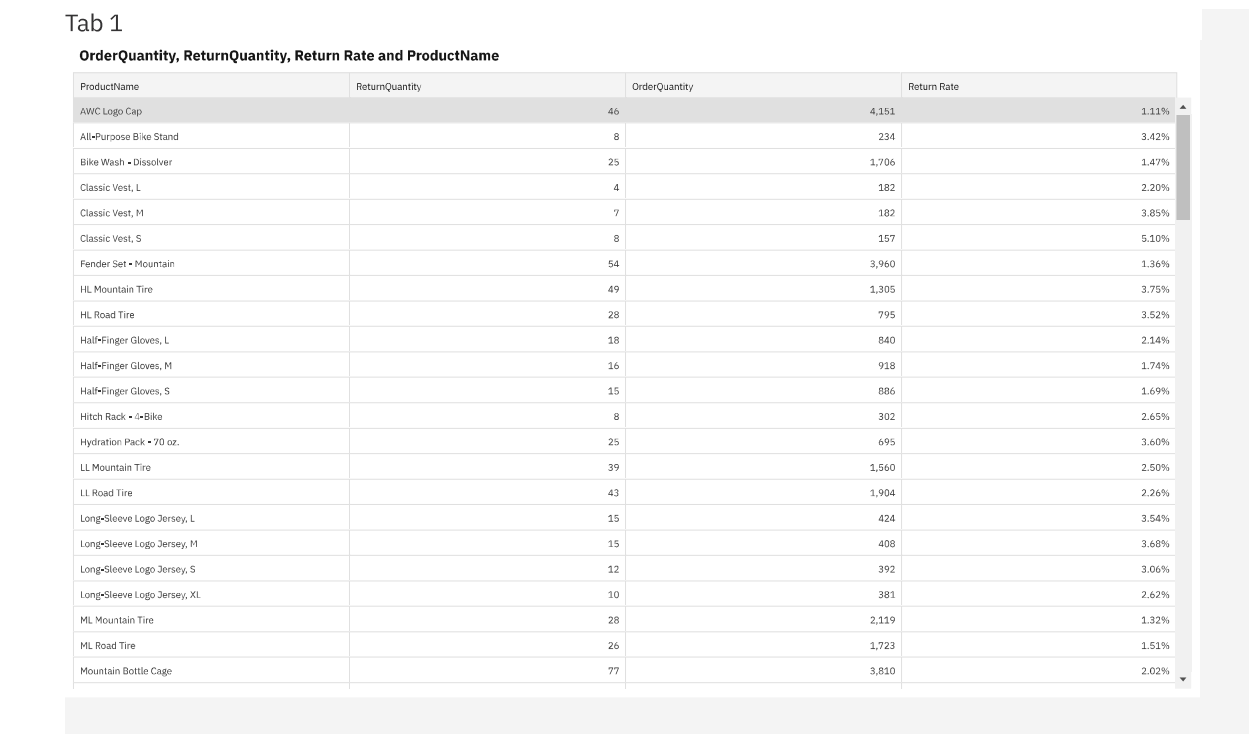 Tab 1
OrderQuantity, ReturnQuantity, Return Rate and ProductName
ProductName ReturnQuantity OrderQuantity Return Rate
AWC Logo Cap 46 4,151 1.11%
All-Purpose Bike Stand 8 234 3.42%
Bike Wash - Dissolver 25 1,706 1.47%
Classic Vest, L 4 182 2.20%
Classic Vest, M 7 182 3.85%
Classic Vest, S 8 157 5.10%
Fender Set - Mountain 54 3,960 1.36%
HL Mountain Tire 49 1,305 3.75%
HL Road Tire 28 795 3.52%
Half-Finger Gloves, L 18 840 2.14%
Half-Finger Gloves, M 16 918 1.74%
Half-Finger Gloves, S 15 886 1.69%
Hitch Rack - 4-Bike 8 302 2.65%
Hydration Pack - 70 oz. 25 695 3.60%
LL Mountain Tire 39 1,560 2.50%
LL Road Tire 43 1,904 2.26%
Long-Sleeve Logo Jersey, L 15 424 3.54%
Long-Sleeve Logo Jersey, M 15 408 3.68%
Long-Sleeve Logo Jersey, S 12 392 3.06%
Long-Sleeve Logo Jersey, XL 10 381 2.62%
ML Mountain Tire 28 2,119 1.32%
ML Road Tire 26 1,723 1.51%
Mountain Bottle Cage 77 3,810 2.02%